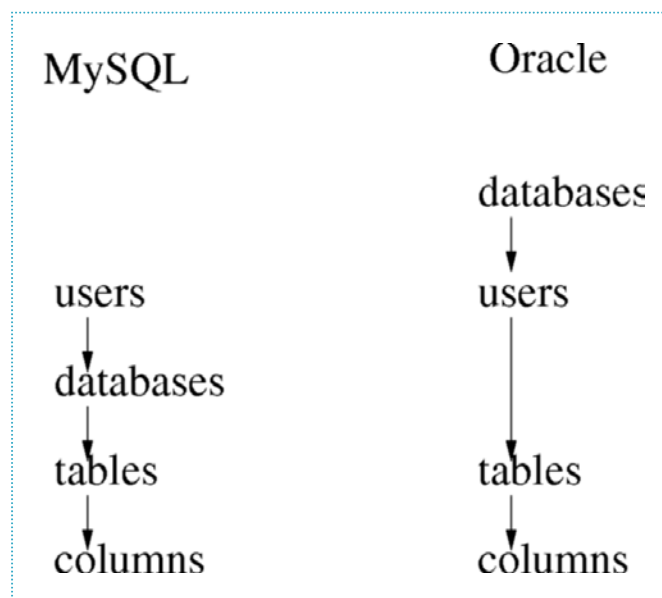 MySQL
users
databases
tables
columns
Oracle
databases
users
tables
columns